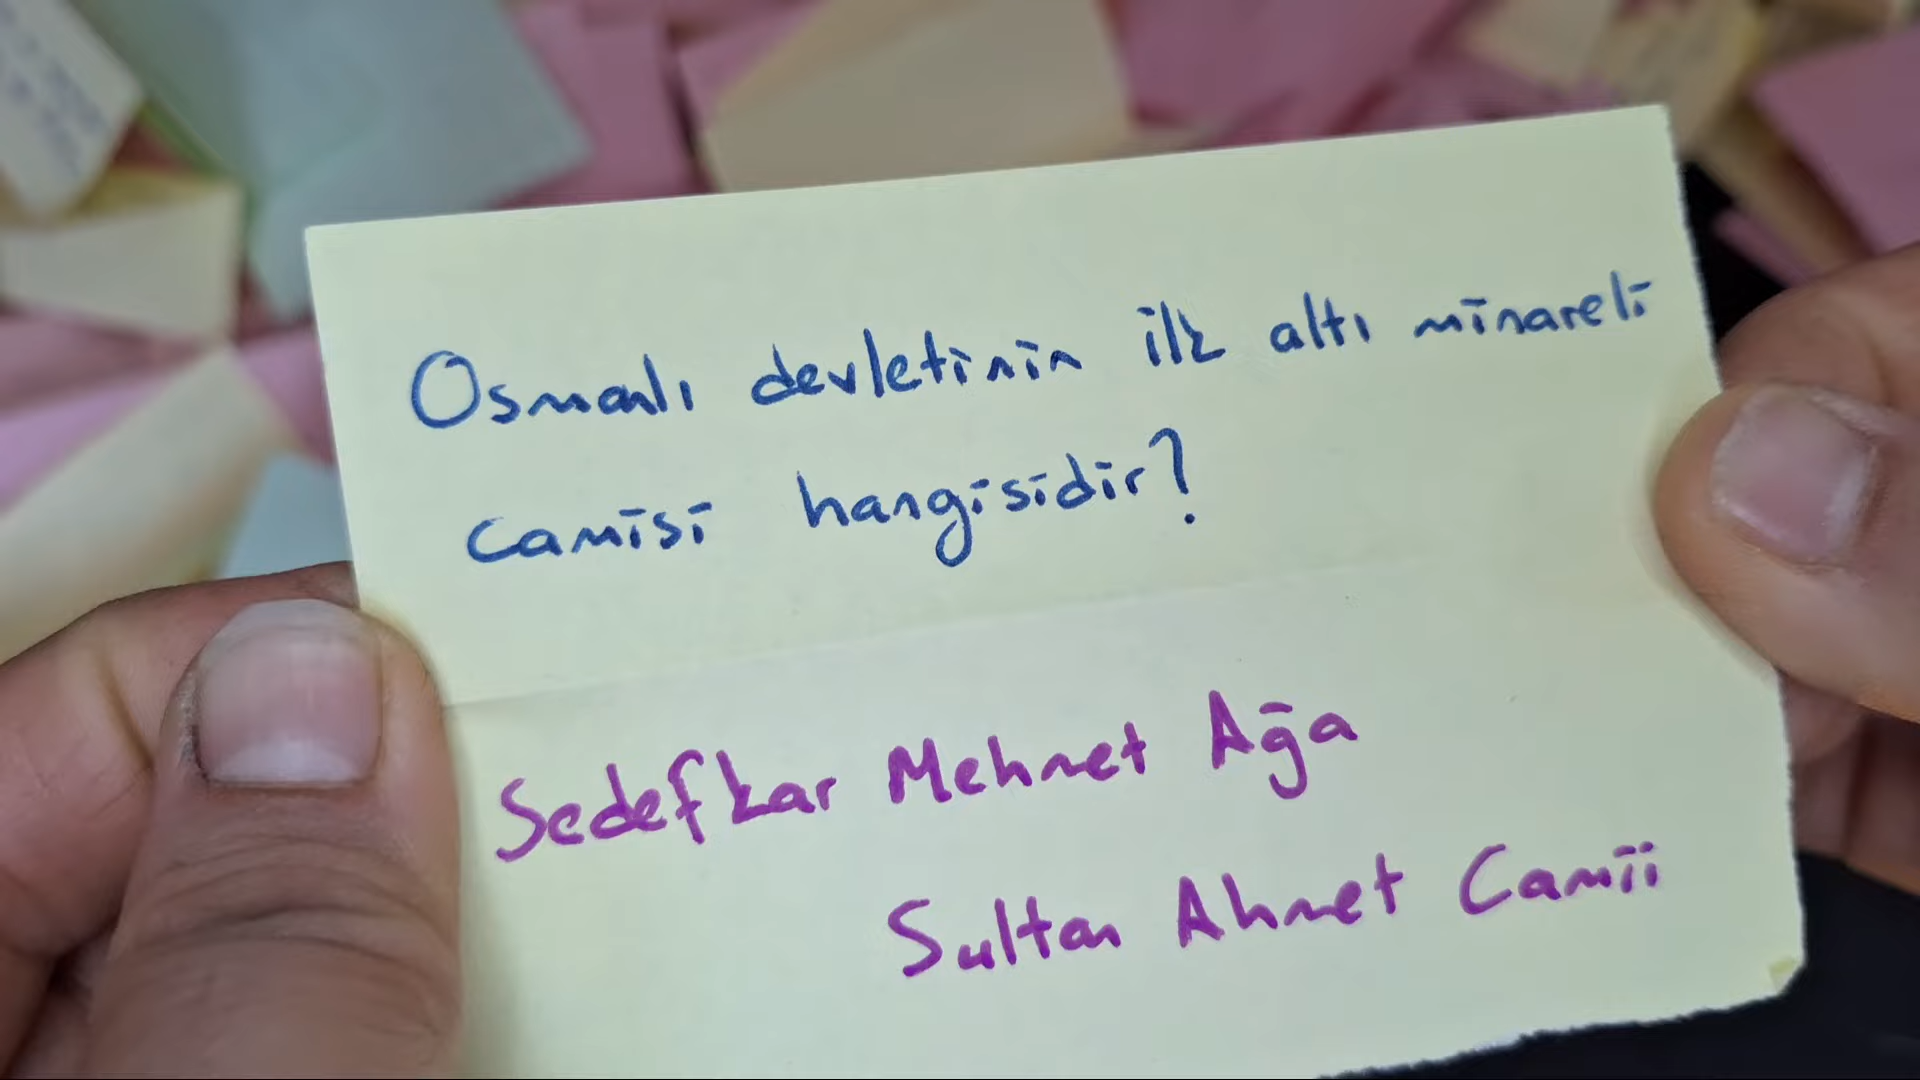 Osmanlı devletinin ilk altı minareli
camisi hangisidir?
Sedefkar Mehmet Ağa
Sultan Ahmet Camii